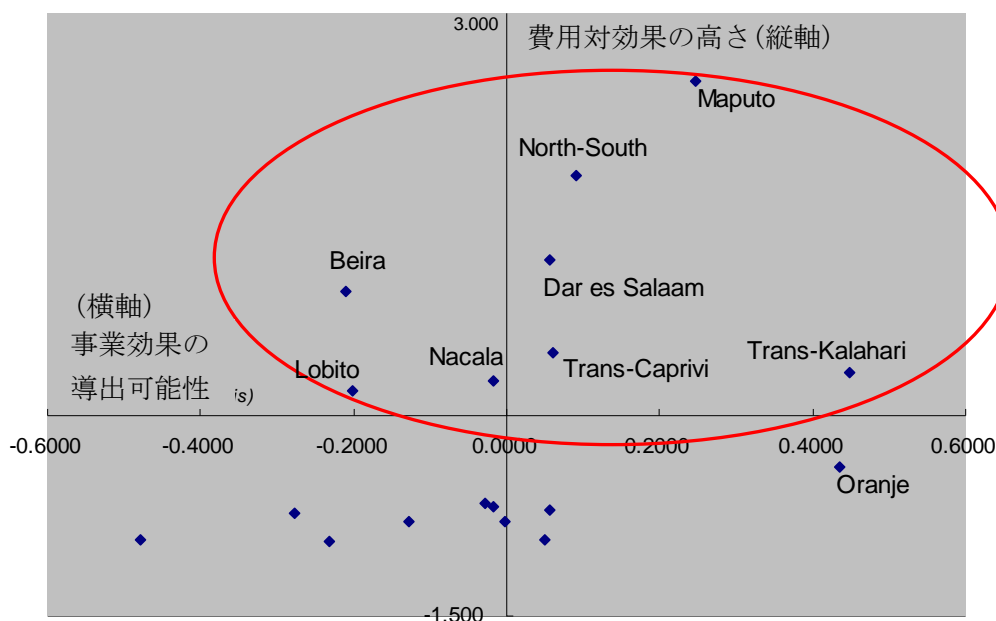 3.000
費用対効果の高さ(縦軸)
Maputo
North-South
Beira
Dar es Salaam
(横軸)
事業効果の
導出可能性 is)
Lobito
Nacala
Trans-Caprivi
Trans-Kalahari
-0.6000 -0.4000 -0.2000 0.0000 0.2000 0.4000 0.6000
Oranje
-1.500